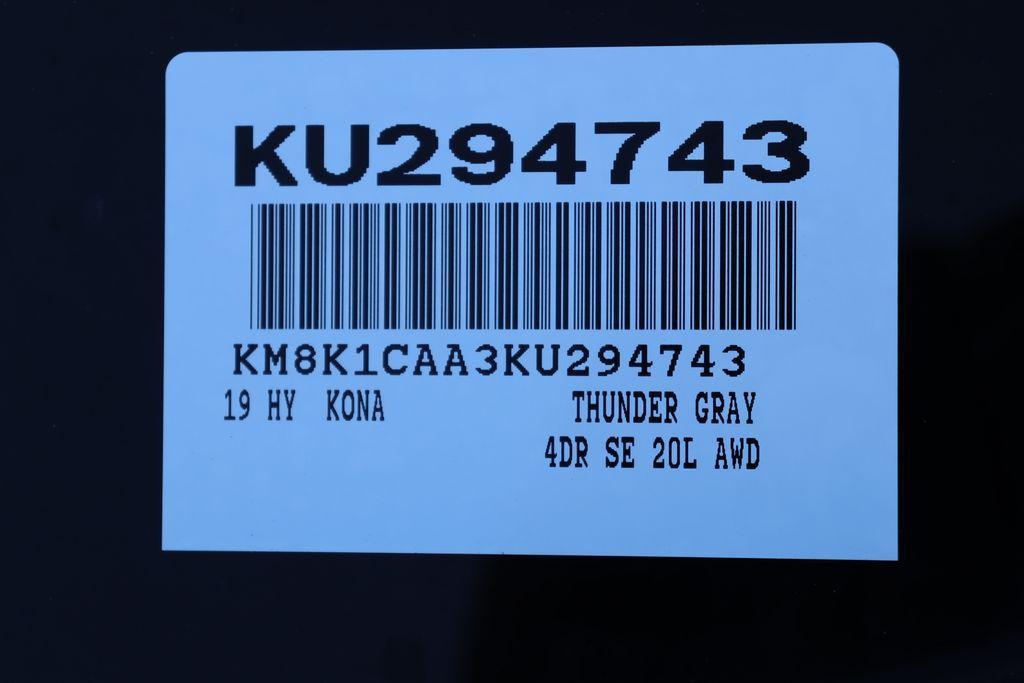 KU294743
KM8K1CAA3KU294743
19 HY KONA THUNDER GRAY
4DR SE 20L AWD